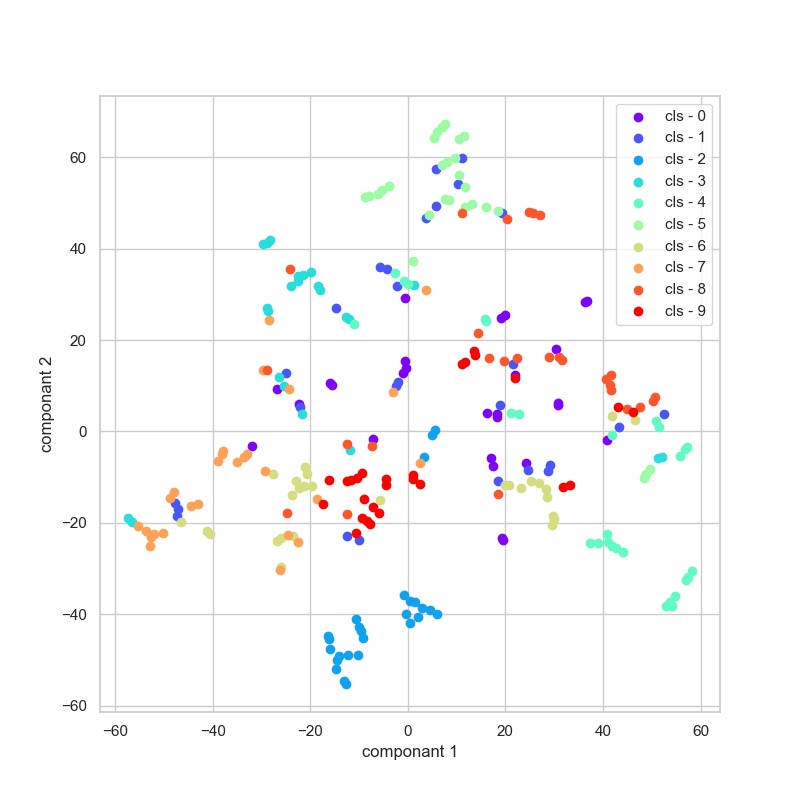 cls - 0
cls - 1
cls - 2
cls - 3
cls - 4
cls - 5
cls - 6
cls - 7
cls - 8
cls - 9
60
40
20
0
−20
−40
−60
componant 2
−60 −40 −20 0 20 40 60
componant 1